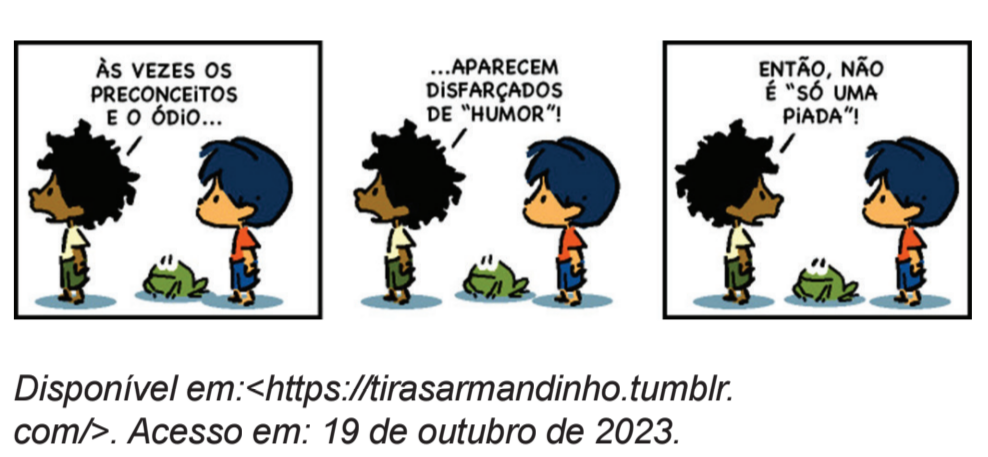 ÀS VEZES OS
PRECONCEITOS
E O ÓDIO...
...APARECEM
DISFARÇADOS
DE "HUMOR"!
ENTÃO, NÃO
É "SÓ UMA
PIADA"!
Disponível em:<https://tirasarmandinho.tumblr.
com/>. Acesso em: 19 de outubro de 2023.